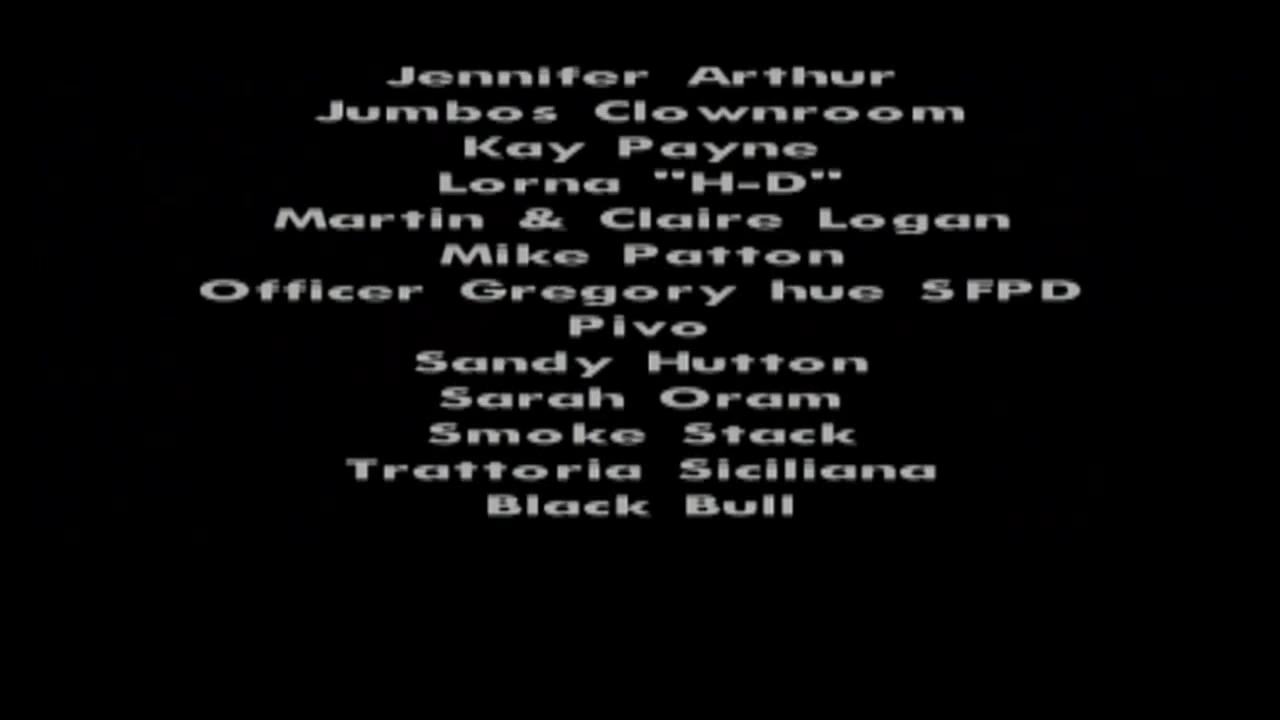 Jennifer Arthur
Jumbos Clownroom
Kay Payne
Lorna "H-D"
Martin & Claire Logan
Mike Patton
Officer Gregory hue SFPD
Pivo
Sandy Hutton
Sarah Oram
Smoke Stack
Trattoria Siciliana
Black Bull